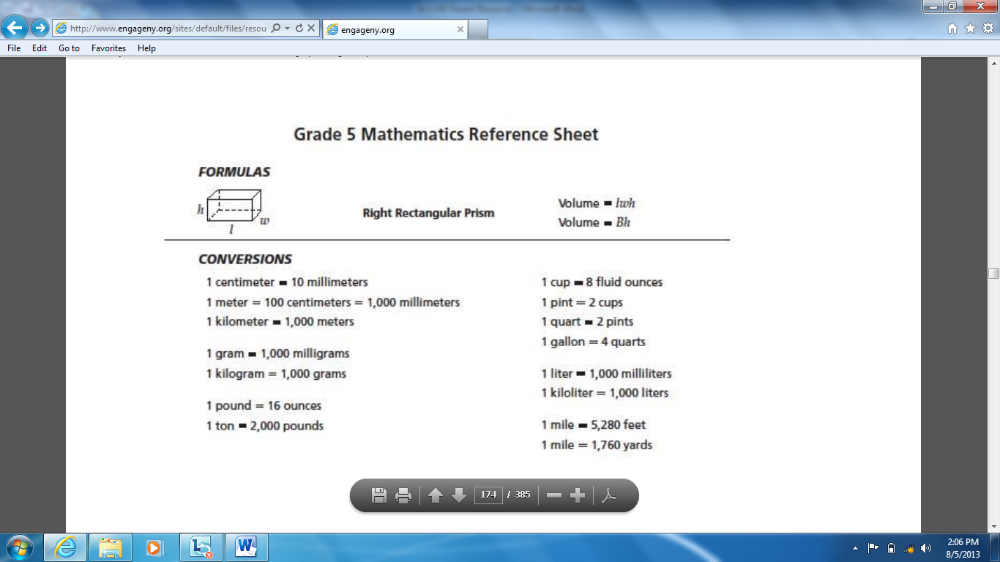 http://www.engageny.org/sites/default/files/resou
engageny.org
File Edit Go to Favorites Help
Grade 5 Mathematics Reference Sheet
FORMULAS
h
l
w
Right Rectangular Prism
Volume = lwh
Volume = Bh
CONVERSIONS
1 centimeter = 10 millimeters
1 meter = 100 centimeters = 1,000 millimeters
1 kilometer = 1,000 meters
1 gram = 1,000 milligrams
1 kilogram = 1,000 grams
1 pound = 16 ounces
1 ton = 2,000 pounds
1 cup = 8 fluid ounces
1 pint = 2 cups
1 quart = 2 pints
1 gallon = 4 quarts
1 liter = 1,000 milliliters
1 kiloliter = 1,000 liters
1 mile = 5,280 feet
1 mile = 1,760 yards
174 / 385
2:06 PM
8/5/2013